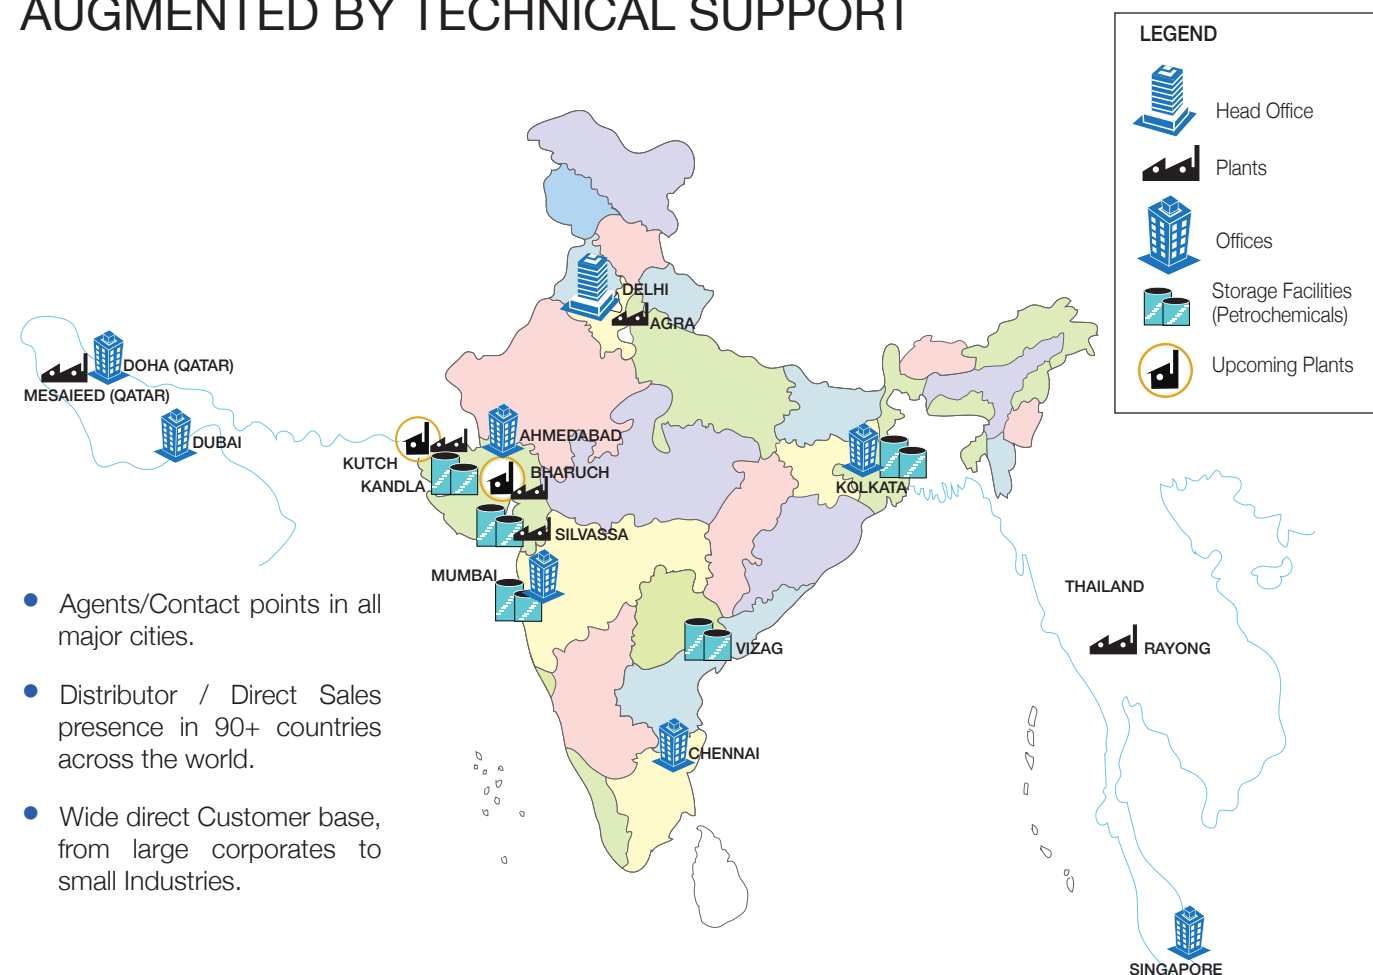 AUGMENTED BY TECHNICAL SUPPORT
LEGEND
Head Office
Plants
Offices
Storage Facilities
(Petrochemicals)
Upcoming Plants
DELHI
AGRA
DOHA (QATAR)
MESAIEED (QATAR)
DUBAI
AHMEDABAD
KUTCH
BHARUCH
KANDLA
KOLKATA
SILVASSA
MUMBAI
THAILAND
RAYONG
VIZAG
CHENNAI
SINGAPORE
• Agents/Contact points in all
major cities.
• Distributor / Direct Sales
presence in 90+ countries
across the world.
• Wide direct Customer base,
from large corporates to
small Industries.